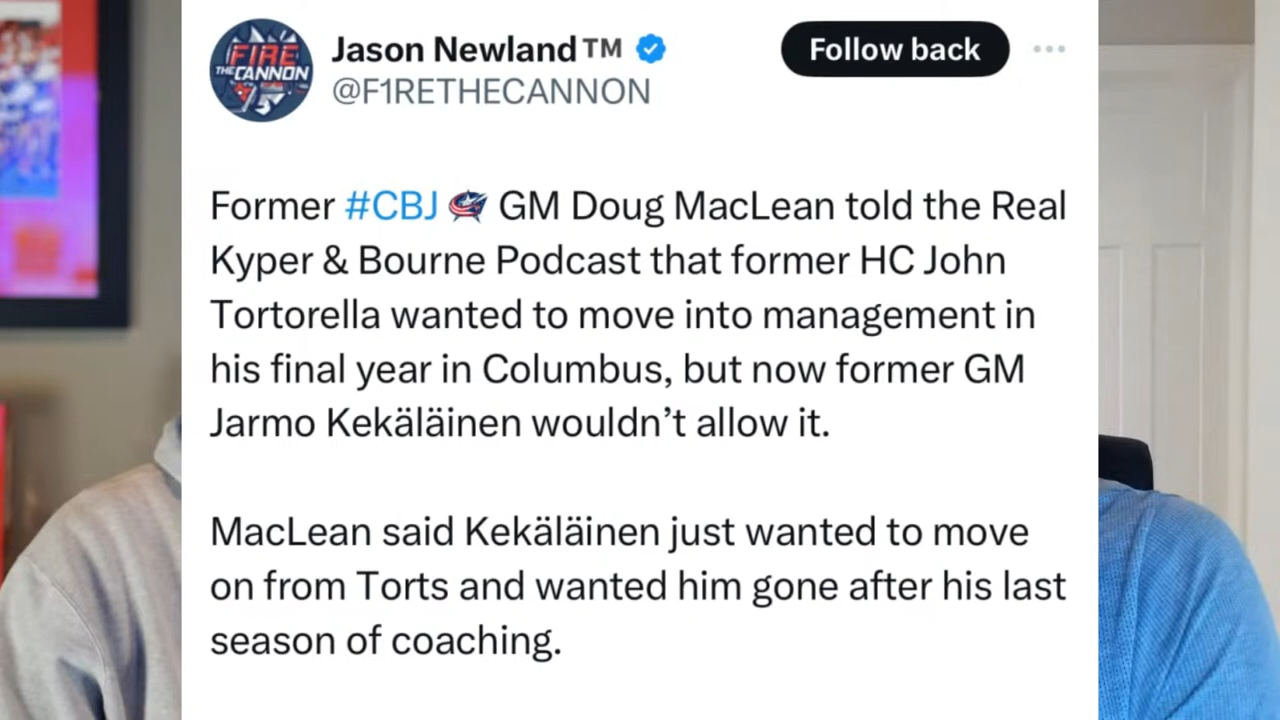 FIRE
THE CANNON
Jason Newland™
@F1RETHECANNON
Follow back
Former #CBJ GM Doug MacLean told the Real
Kyper & Bourne Podcast that former HC John
Tortorella wanted to move into management in
his final year in Columbus, but now former GM
Jarmo Kekäläinen wouldn’t allow it.
MacLean said Kekäläinen just wanted to move
on from Torts and wanted him gone after his last
season of coaching.